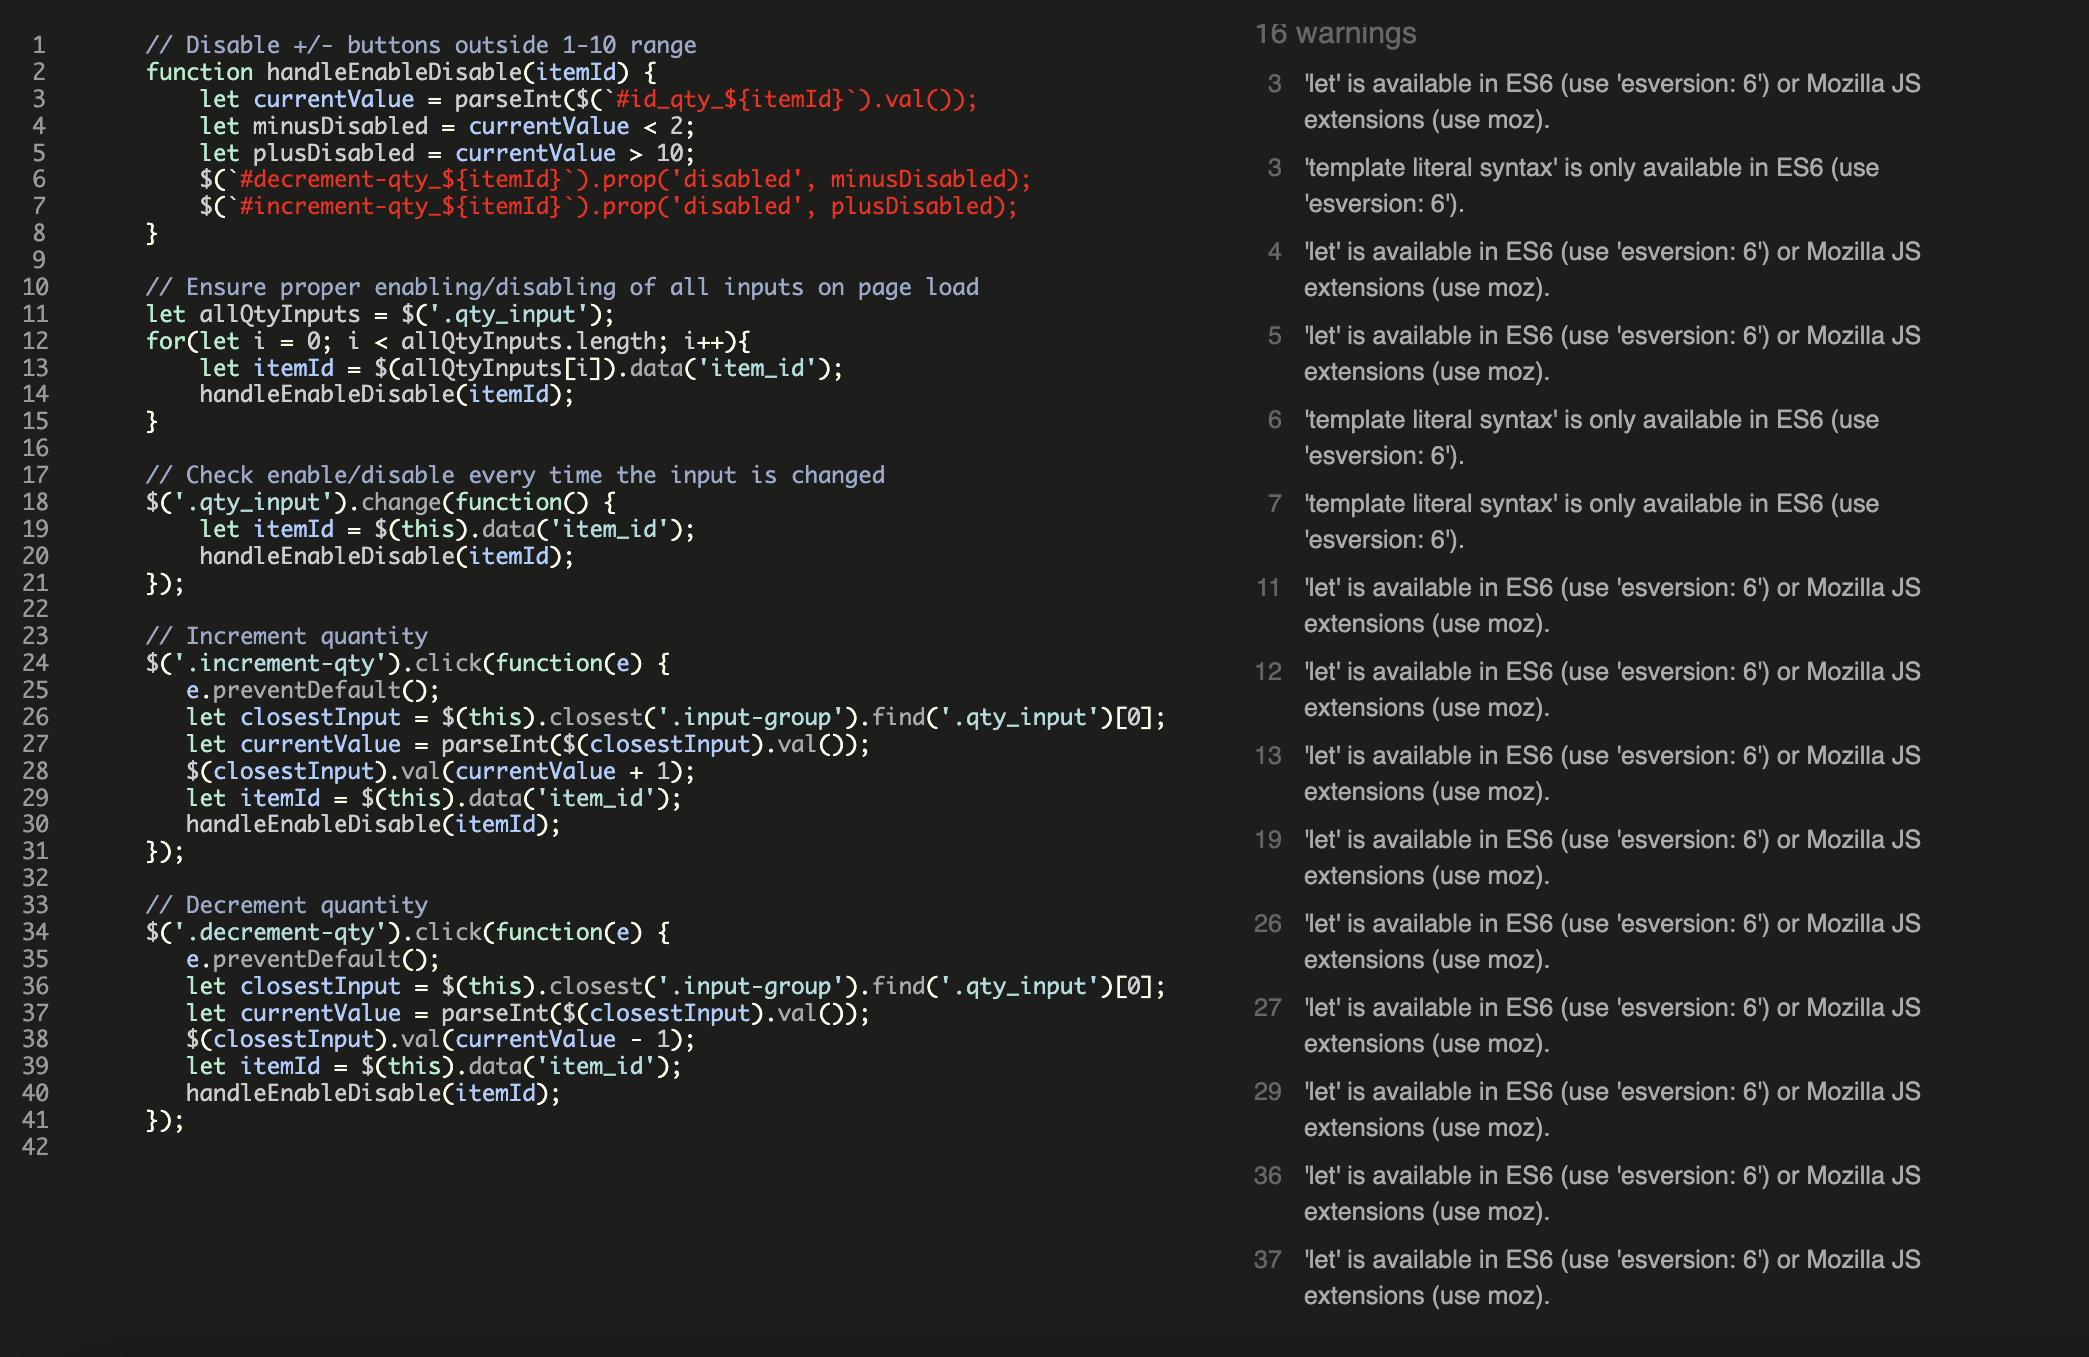 1 // Disable +/- buttons outside 1-10 range
2 function handleEnableDisable(itemId) {
3     let currentValue = parseInt($(`#id_qty_${itemId}`).val());
4     let minusDisabled = currentValue < 2;
5     let plusDisabled = currentValue > 10;
6     $(`#decrement-qty_${itemId}`).prop('disabled', minusDisabled);
7     $(`#increment-qty_${itemId}`).prop('disabled', plusDisabled);
8 }
9
10 // Ensure proper enabling/disabling of all inputs on page load
11 let allQtyInputs = $('.qty_input');
12 for(let i = 0; i < allQtyInputs.length; i++){
13     let itemId = $(allQtyInputs[i]).data('item_id');
14     handleEnableDisable(itemId);
15 }
16
17 // Check enable/disable every time the input is changed
18 $('.qty_input').change(function() {
19     let itemId = $(this).data('item_id');
20     handleEnableDisable(itemId);
21 });
22
23 // Increment quantity
24 $('.increment-qty').click(function(e) {
25    e.preventDefault();
26    let closestInput = $(this).closest('.input-group').find('.qty_input')[0];
27    let currentValue = parseInt($(closestInput).val());
28    $(closestInput).val(currentValue + 1);
29    let itemId = $(this).data('item_id');
30    handleEnableDisable(itemId);
31 });
32
33 // Decrement quantity
34 $('.decrement-qty').click(function(e) {
35    e.preventDefault();
36    let closestInput = $(this).closest('.input-group').find('.qty_input')[0];
37    let currentValue = parseInt($(closestInput).val());
38    $(closestInput).val(currentValue - 1);
39    let itemId = $(this).data('item_id');
40    handleEnableDisable(itemId);
41 });
42
16 warnings
3 'let' is available in ES6 (use 'esversion: 6') or Mozilla JS
extensions (use moz).
3 'template literal syntax' is only available in ES6 (use
'esversion: 6').
4 'let' is available in ES6 (use 'esversion: 6') or Mozilla JS
extensions (use moz).
5 'let' is available in ES6 (use 'esversion: 6') or Mozilla JS
extensions (use moz).
6 'template literal syntax' is only available in ES6 (use
'esversion: 6').
7 'template literal syntax' is only available in ES6 (use
'esversion: 6').
11 'let' is available in ES6 (use 'esversion: 6') or Mozilla JS
extensions (use moz).
12 'let' is available in ES6 (use 'esversion: 6') or Mozilla JS
extensions (use moz).
13 'let' is available in ES6 (use 'esversion: 6') or Mozilla JS
extensions (use moz).
19 'let' is available in ES6 (use 'esversion: 6') or Mozilla JS
extensions (use moz).
26 'let' is available in ES6 (use 'esversion: 6') or Mozilla JS
extensions (use moz).
27 'let' is available in ES6 (use 'esversion: 6') or Mozilla JS
extensions (use moz).
29 'let' is available in ES6 (use 'esversion: 6') or Mozilla JS
extensions (use moz).
36 'let' is available in ES6 (use 'esversion: 6') or Mozilla JS
extensions (use moz).
37 'let' is available in ES6 (use 'esversion: 6') or Mozilla JS
extensions (use moz).